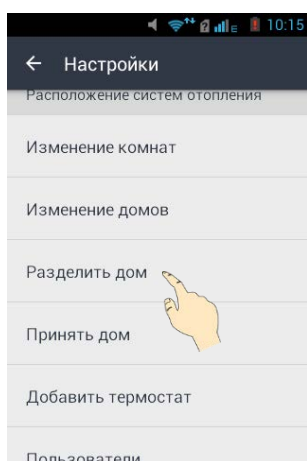 10:15
Настройки
Расположение систем отопления
Изменение комнат
Изменение домов
Разделить дом
Принять дом
Добавить термостат
Пользователи